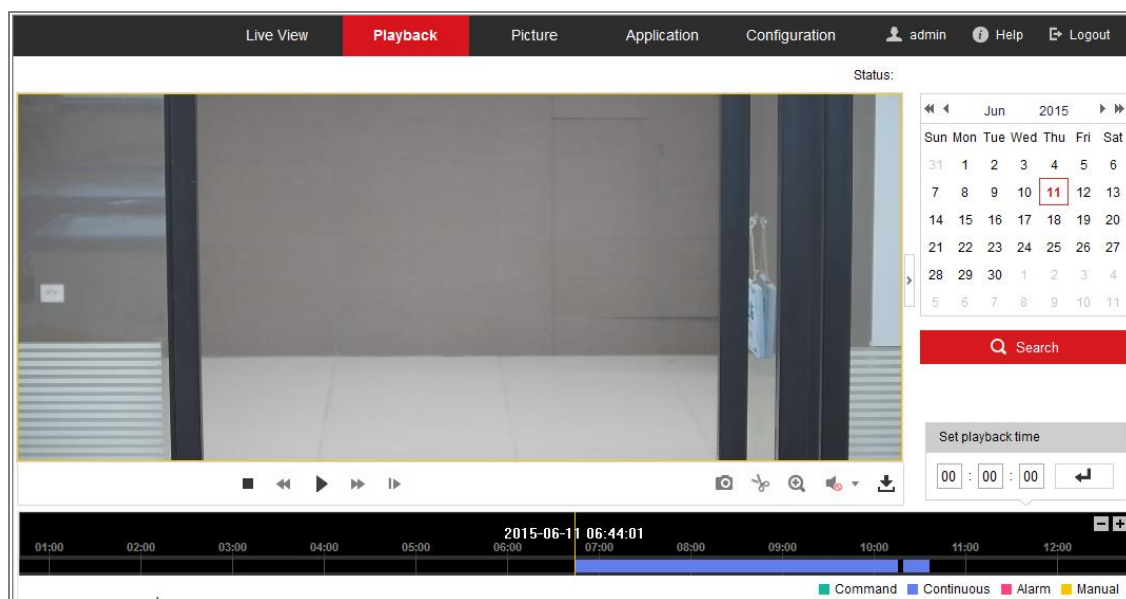 Live View Playback Picture Application Configuration admin Help Logout
Status:
Jun 2015
Sun Mon Tue Wed Thu Fri Sat
31 1 2 3 4 5 6
7 8 9 10 11 12 13
14 15 16 17 18 19 20
21 22 23 24 25 26 27
28 29 30 1 2 3 4
5 6 7 8 9 10 11
Search
Set playback time
00 : 00 : 00
2015-06-11 06:44:01
01:00 02:00 03:00 04:00 05:00 06:00 07:00 08:00 09:00 10:00 11:00 12:00
Command Continuous Alarm Manual